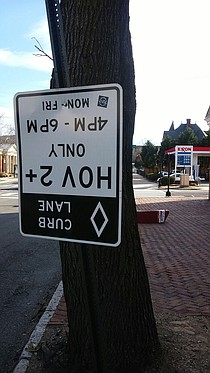 CURB
LANE
HOV 2+
ONLY
4PM - 6PM
MON - FRI
EXXON